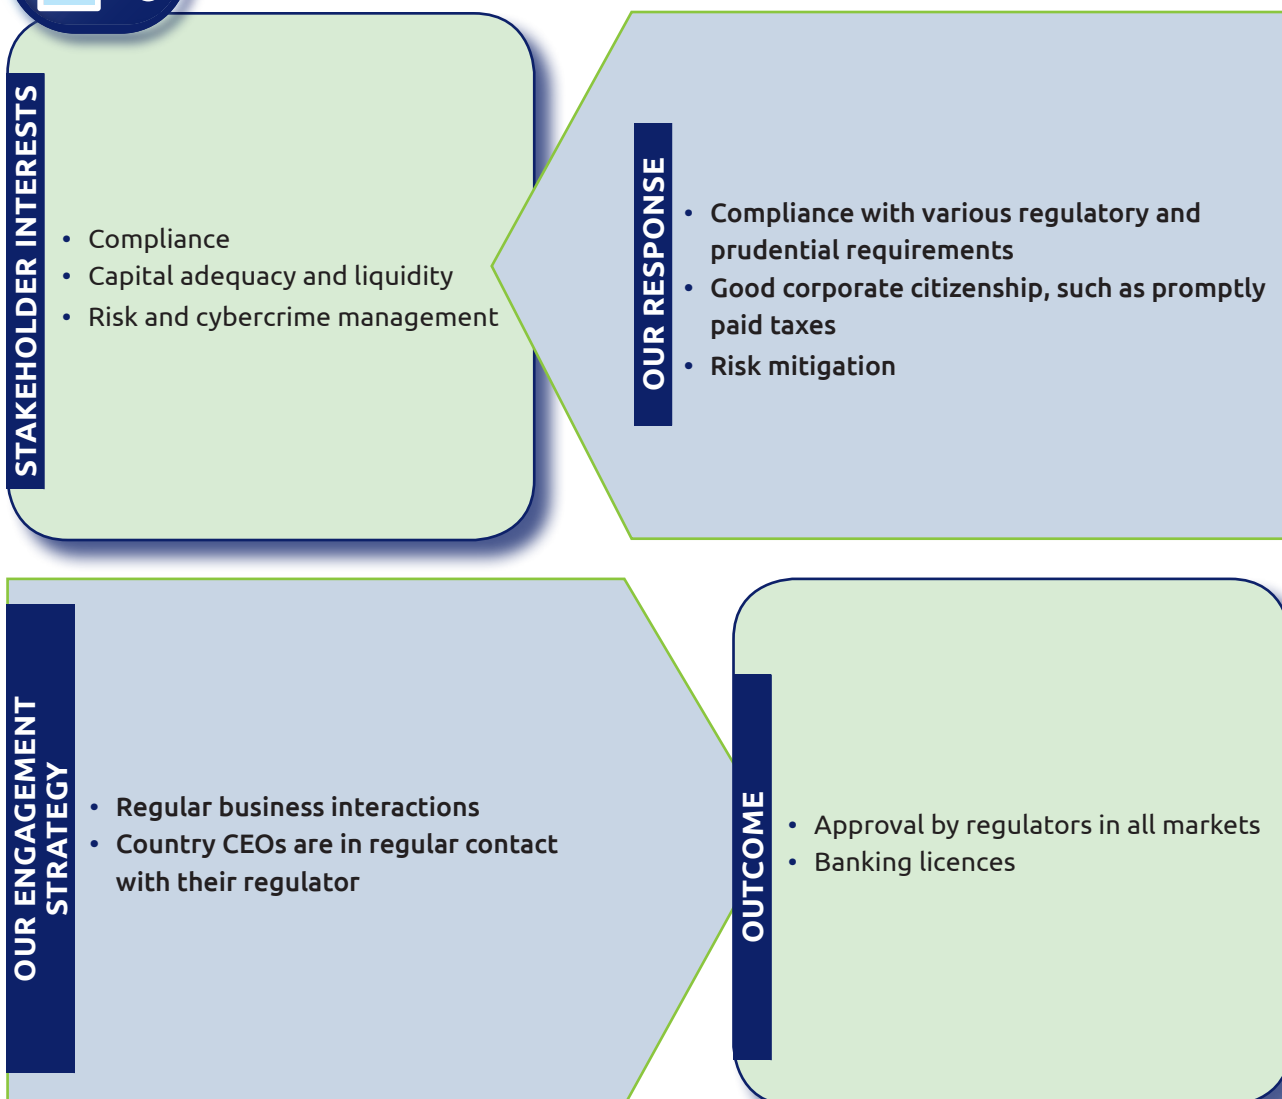 STAKEHOLDER INTERESTS
• Compliance
• Capital adequacy and liquidity
• Risk and cybercrime management
OUR RESPONSE
• Compliance with various regulatory and
prudential requirements
• Good corporate citizenship, such as promptly
paid taxes
• Risk mitigation
OUR ENGAGEMENT
STRATEGY
• Regular business interactions
• Country CEOs are in regular contact
with their regulator
OUTCOME
• Approval by regulators in all markets
• Banking licences